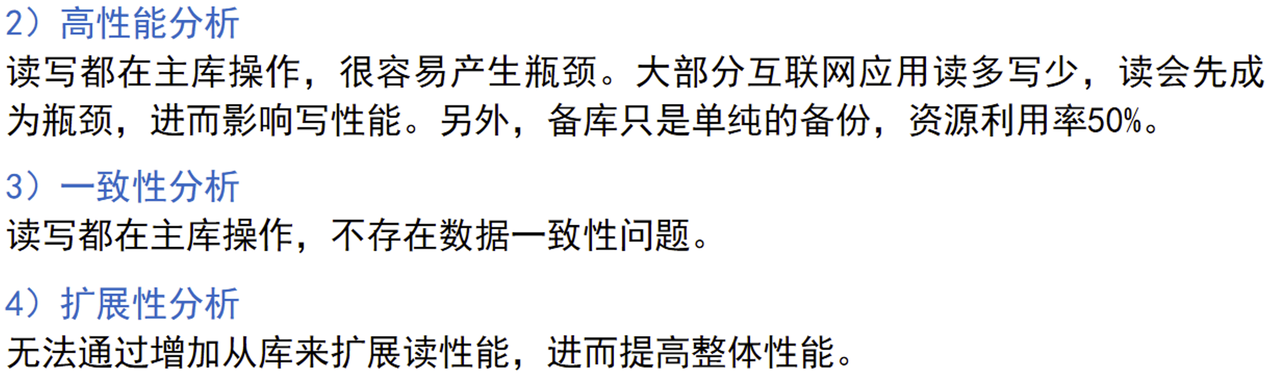 2）高性能分析
读写都在主库操作，很容易产生瓶颈。大部分互联网应用读多写少，读会先成
为瓶颈，进而影响写性能。另外，备库只是单纯的备份，资源利用率50%。
3）一致性分析
读写都在主库操作，不存在数据一致性问题。
4）扩展性分析
无法通过增加从库来扩展读性能，进而提高整体性能。